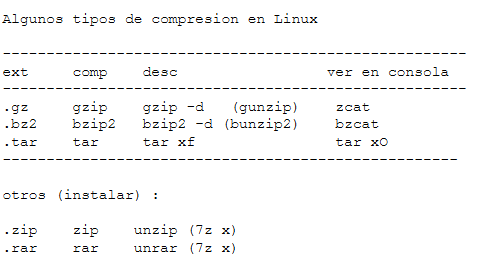 Algunos tipos de compresion en Linux
----------------------------------------------------
ext     comp    desc                 ver en consola
----------------------------------------------------
.gz     gzip    gzip -d   (gunzip)    zcat
.bz2    bzip2   bzip2 -d (bunzip2)    bzcat
.tar    tar     tar xf                tar xO
---------------------------------------------------
otros (instalar) :
.zip    zip    unzip (7z x)
.rar    rar    unrar (7z x)